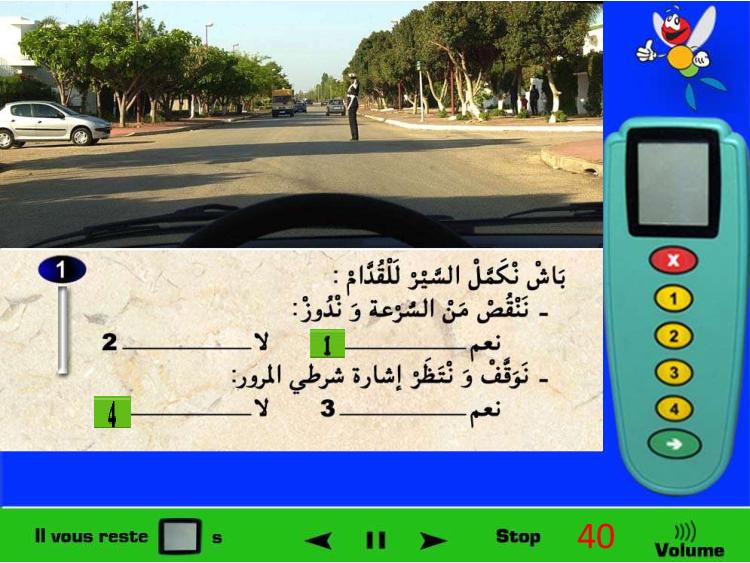 1
بَاشْ نْكَمَّلْ السَّيْرْ لَلْقُدَّامْ :
- نَنْقُصْ مَنْ السُّرْعة وَ نْدُوزْ:
نعم 1 لا 2
- نَوَقَّفْ وَ نْتَظَرْ إشارة شرطي المرور:
نعم 3 لا 4
X
1
2
3
4
Il vous reste s Stop 40 Volume